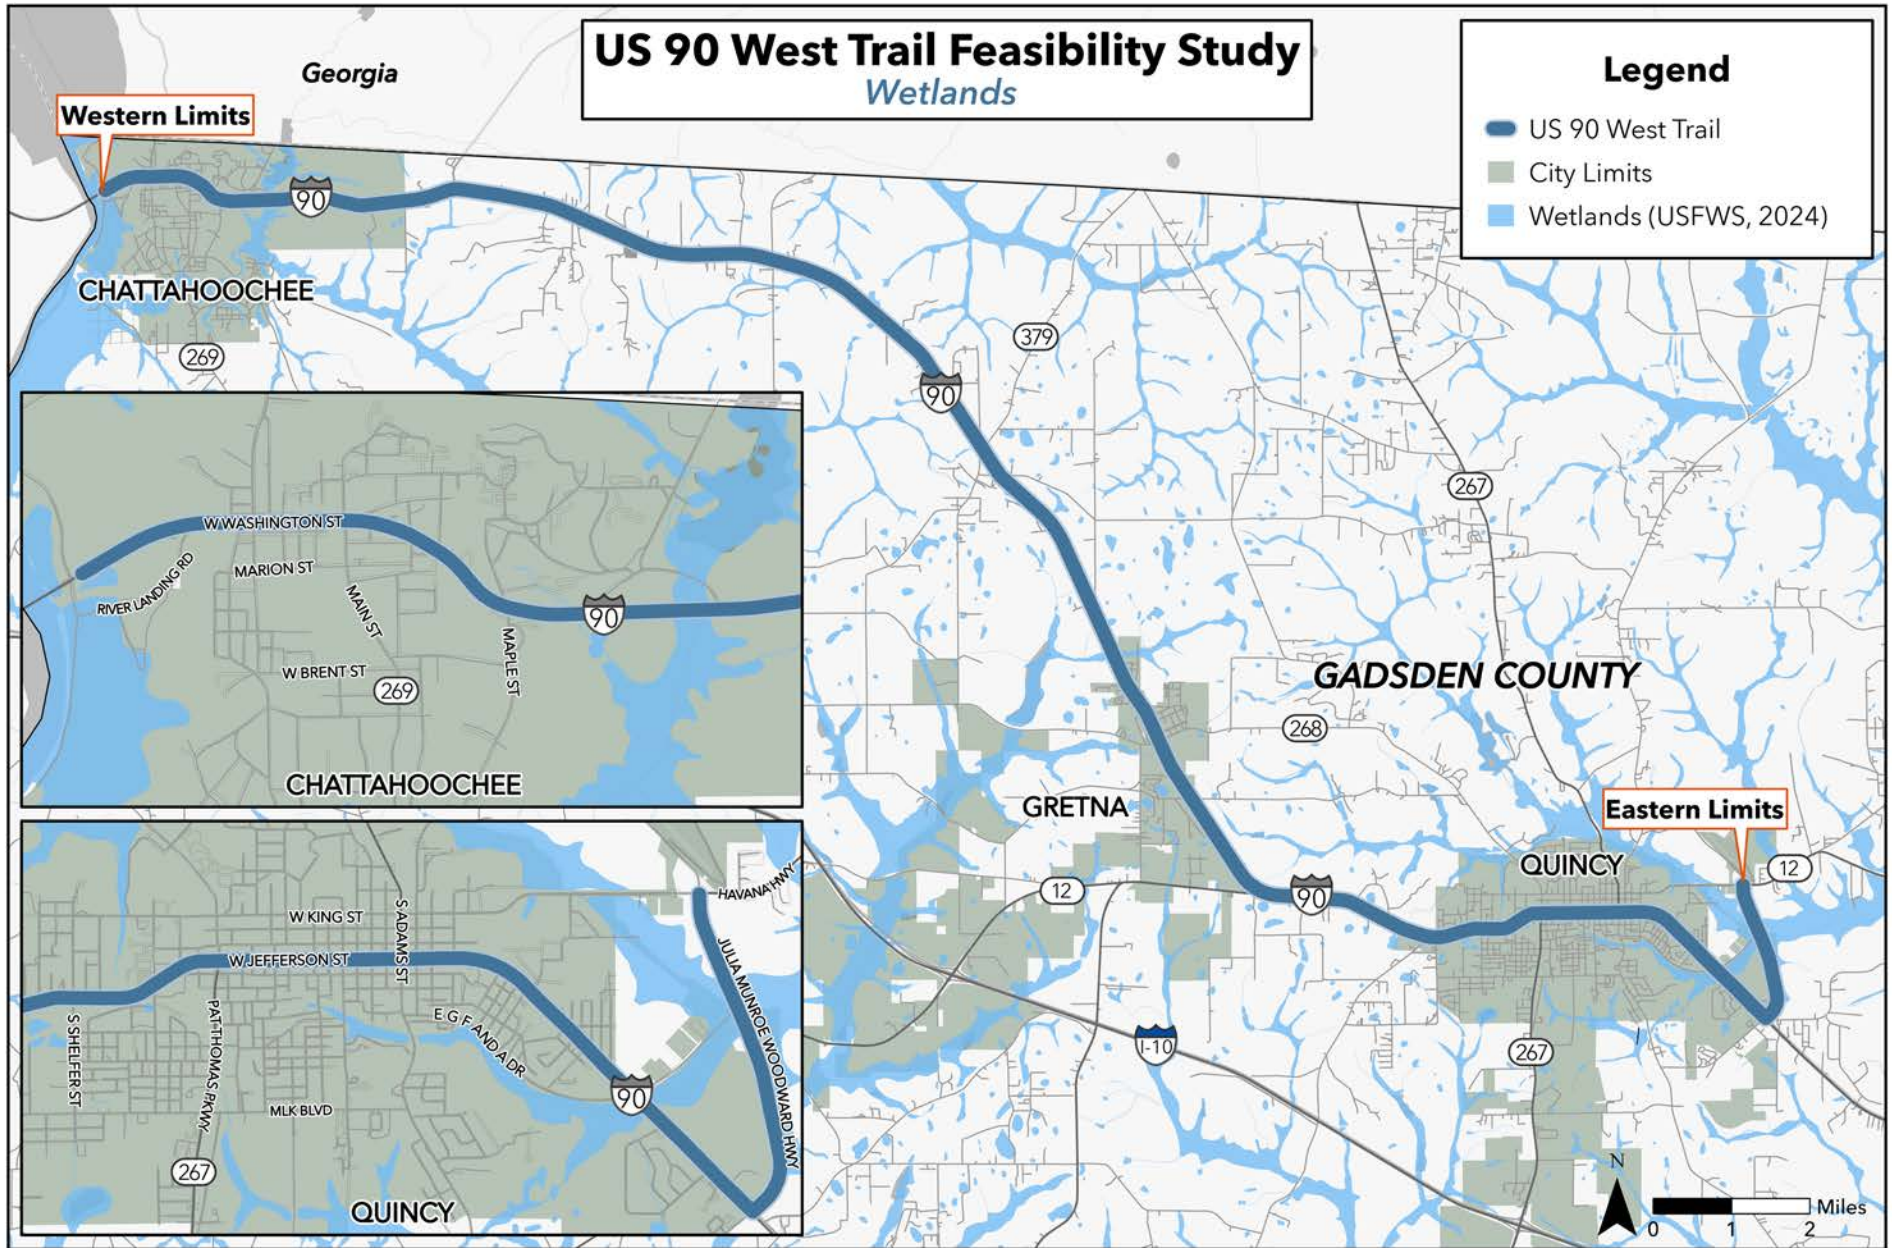 US 90 West Trail Feasibility Study
Wetlands
Georgia
Western Limits
Legend
US 90 West Trail
City Limits
Wetlands (USFWS, 2024)
90
CHATTAHOOCHEE
269
379
90
267
W WASHINGTON ST
MARION ST
RIVER LANDING RD
MAIN ST
90
MAPLE ST
W BRENT ST
269
CHATTAHOOCHEE
GADSDEN COUNTY
268
GRETNA
Eastern Limits
QUINCY
12
12
90
HAVANA HWY
W KING ST
S ADAMS ST
W JEFFERSON ST
JULIA MUNROE WOODWARD HWY
S SHELFER ST
PAT THOMAS PKWY
E G F AND A DR
90
MLK BLVD
267
QUINCY
I-10
267
N
Miles
0 1 2